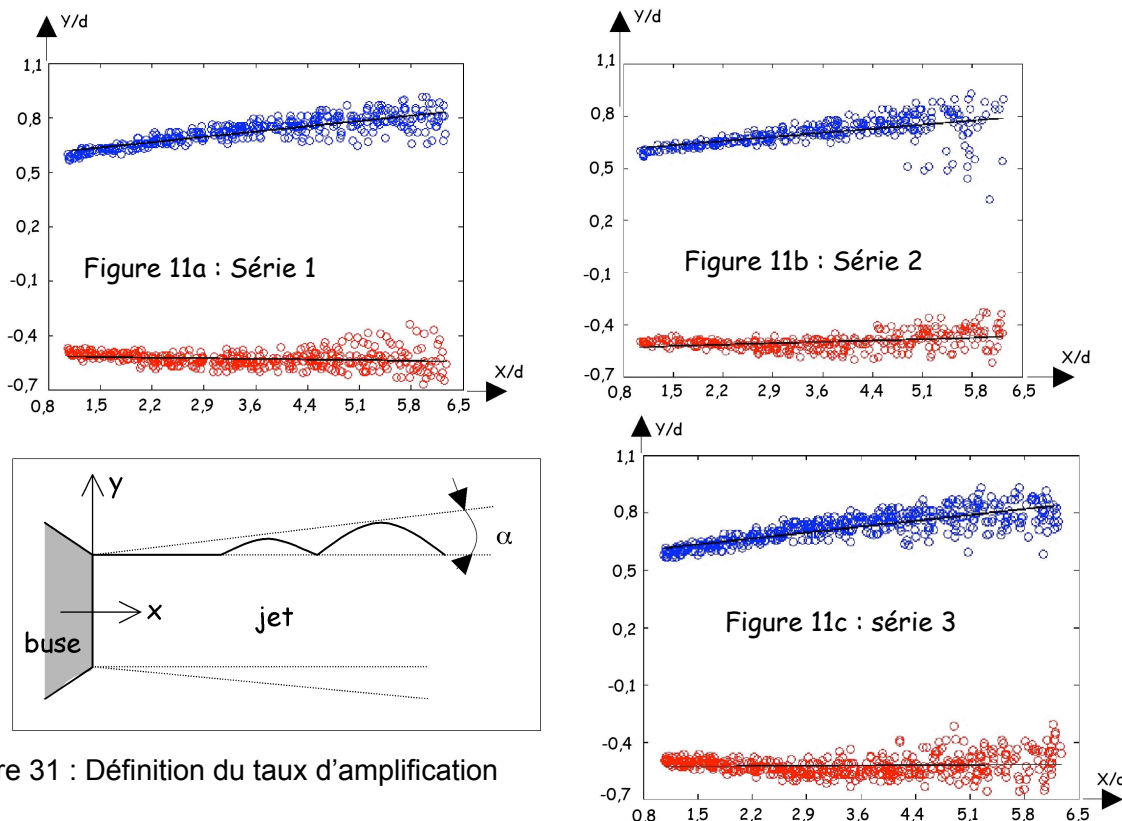 Y/d
1,1
0,8
0,5
0,2
-0,1
-0,4
-0,7
Figure 11a : Série 1
X/d
0,8 1,5 2,2 2,9 3,6 4,4 5,1 5,8 6,5
Y/d
1,1
0,8
0,5
0,2
-0,1
-0,4
-0,7
Figure 11b : Série 2
X/d
0,8 1,5 2,2 2,9 3,6 4,4 5,1 5,8 6,5
y
α
x
jet
buse
re 31 : Définition du taux d'amplification
Y/d
1,1
0,8
0,5
0,2
-0,1
-0,4
-0,7
Figure 11c : série 3
X/d
0,8 1,5 2,2 2,9 3,6 4,4 5,1 5,8 6,5